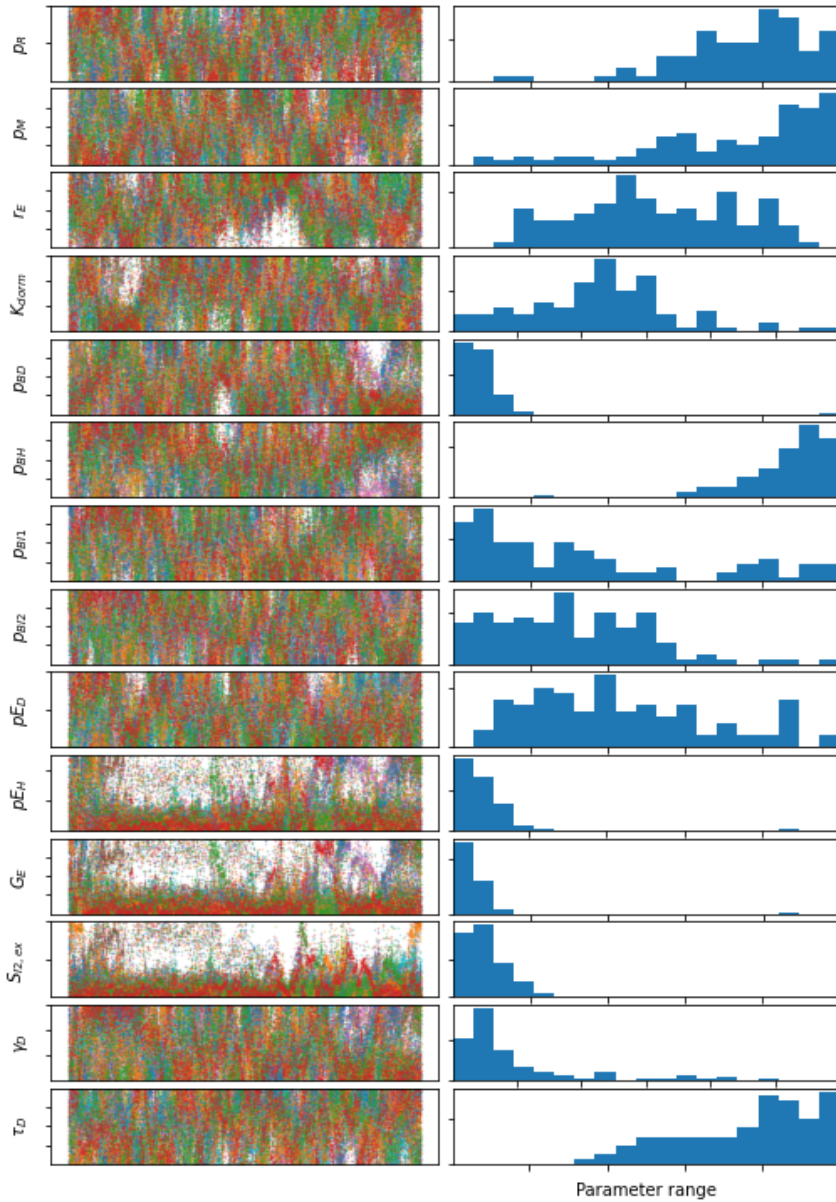 p_R
p_M
r_E
K_dorm
p_BD
p_BH
p_BI1
p_BI2
pE_D
pE_H
G_E
S_I2, ex
γ_D
τ_D
Parameter range